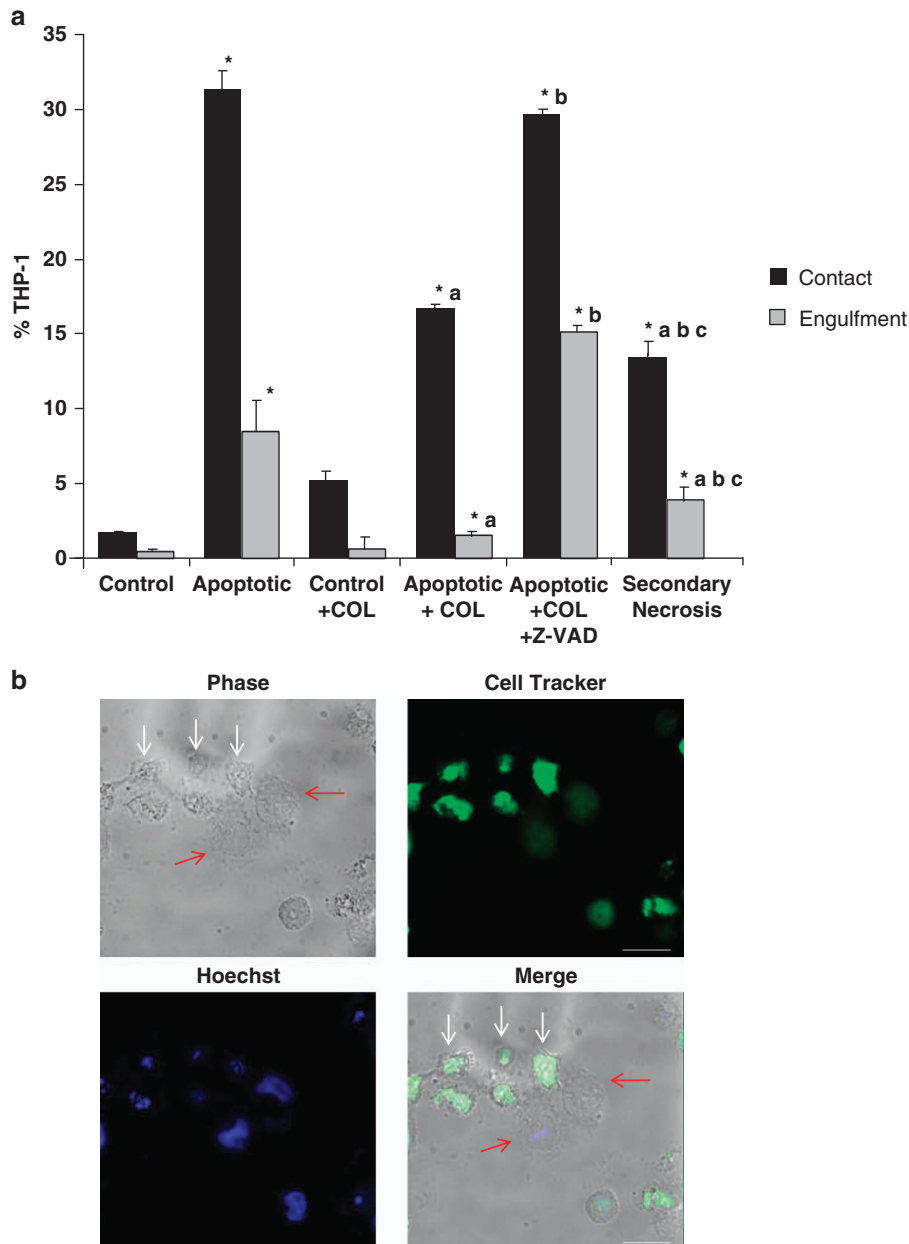 a
35
30
25
20
15
10
5
0
% THP-1
*
*
* a
* a
* b
* b
* a b c
* a b c
Contact
Engulfment
Control
Apoptotic
Control
+COL
Apoptotic
+ COL
Apoptotic
+COL
+Z-VAD
Secondary
Necrosis
b
Phase
Cell Tracker
Hoechst
Merge